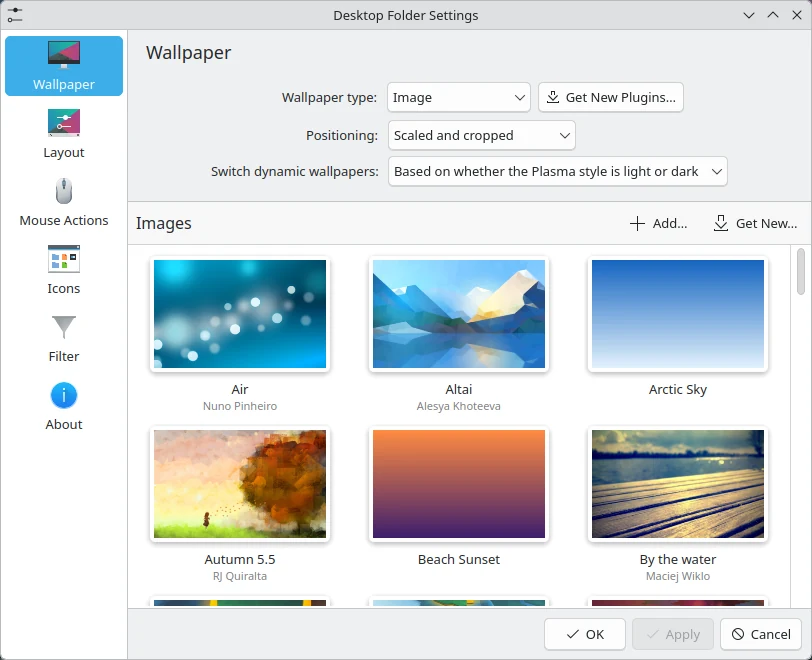 Desktop Folder Settings
Wallpaper
Layout
Mouse Actions
Icons
Filter
About
Wallpaper
Wallpaper type: Image Get New Plugins...
Positioning: Scaled and cropped
Switch dynamic wallpapers: Based on whether the Plasma style is light or dark
Images Add... Get New...
Air
Nuno Pinheiro
Altai
Alesya Khoteeva
Arctic Sky
Autumn 5.5
RJ Quiralta
Beach Sunset
By the water
Maciej Wiklo
OK Apply Cancel